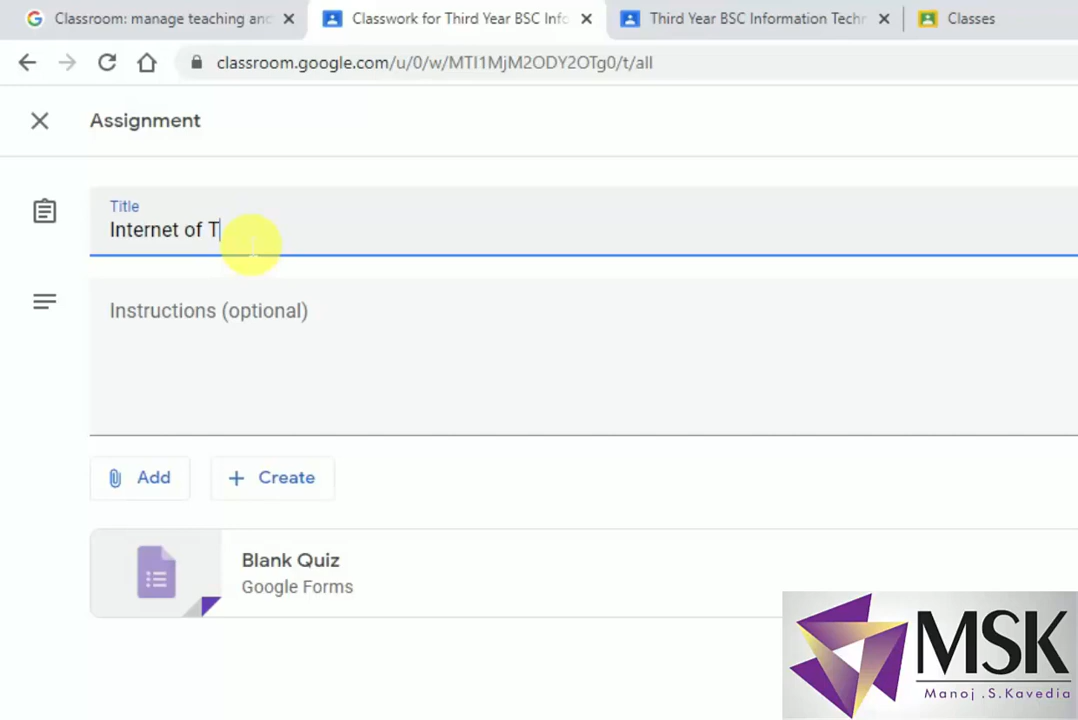 Classroom: manage teaching and
Classwork for Third Year BSC Info
Third Year BSC Information Techn
Classes
classroom.google.com/u/0/w/MTI1MjM2ODY2OTg0/t/all
Assignment
Title
Internet of T
Instructions (optional)
Add
Create
Blank Quiz
Google Forms
MSK
Manoj .S.Kavedia